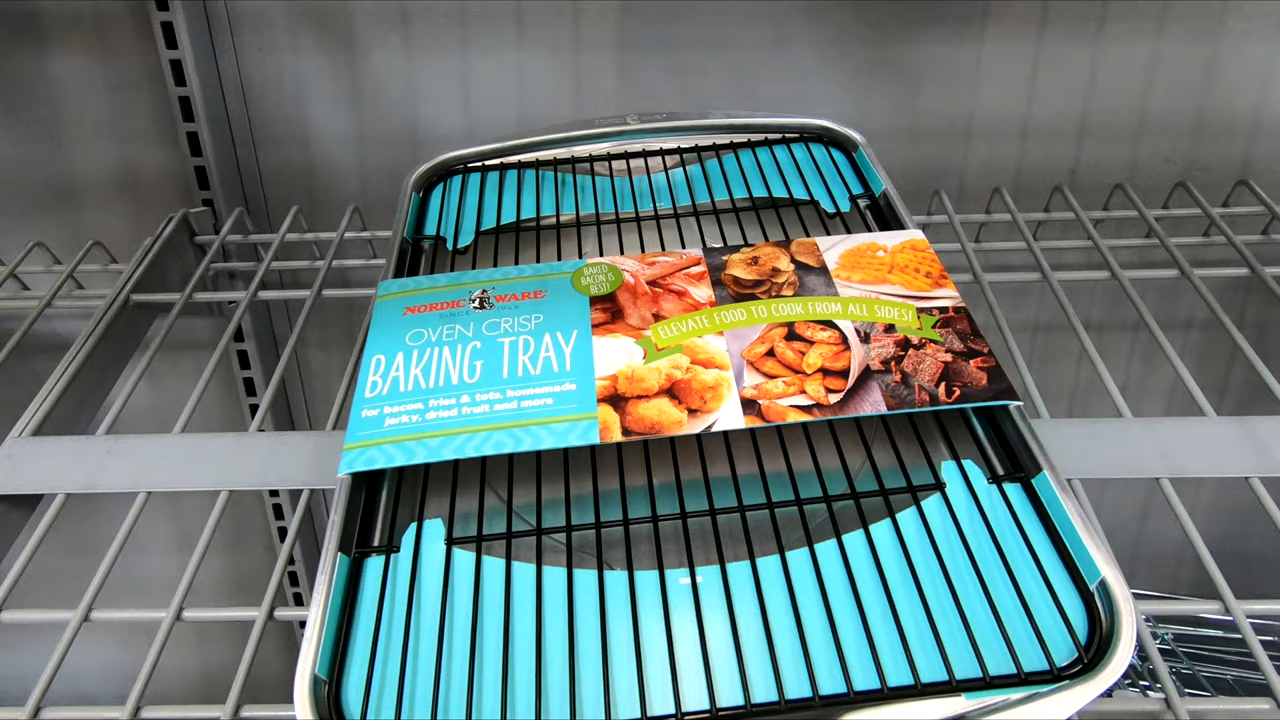 NORDIC WARE
SINCE 1946
OVEN CRISP
BAKING TRAY
for bacon, fries & tots, homemade
jerky, dried fruit and more
BAKED
BACON IS
BEST!
ELEVATE FOOD TO COOK FROM ALL SIDES!